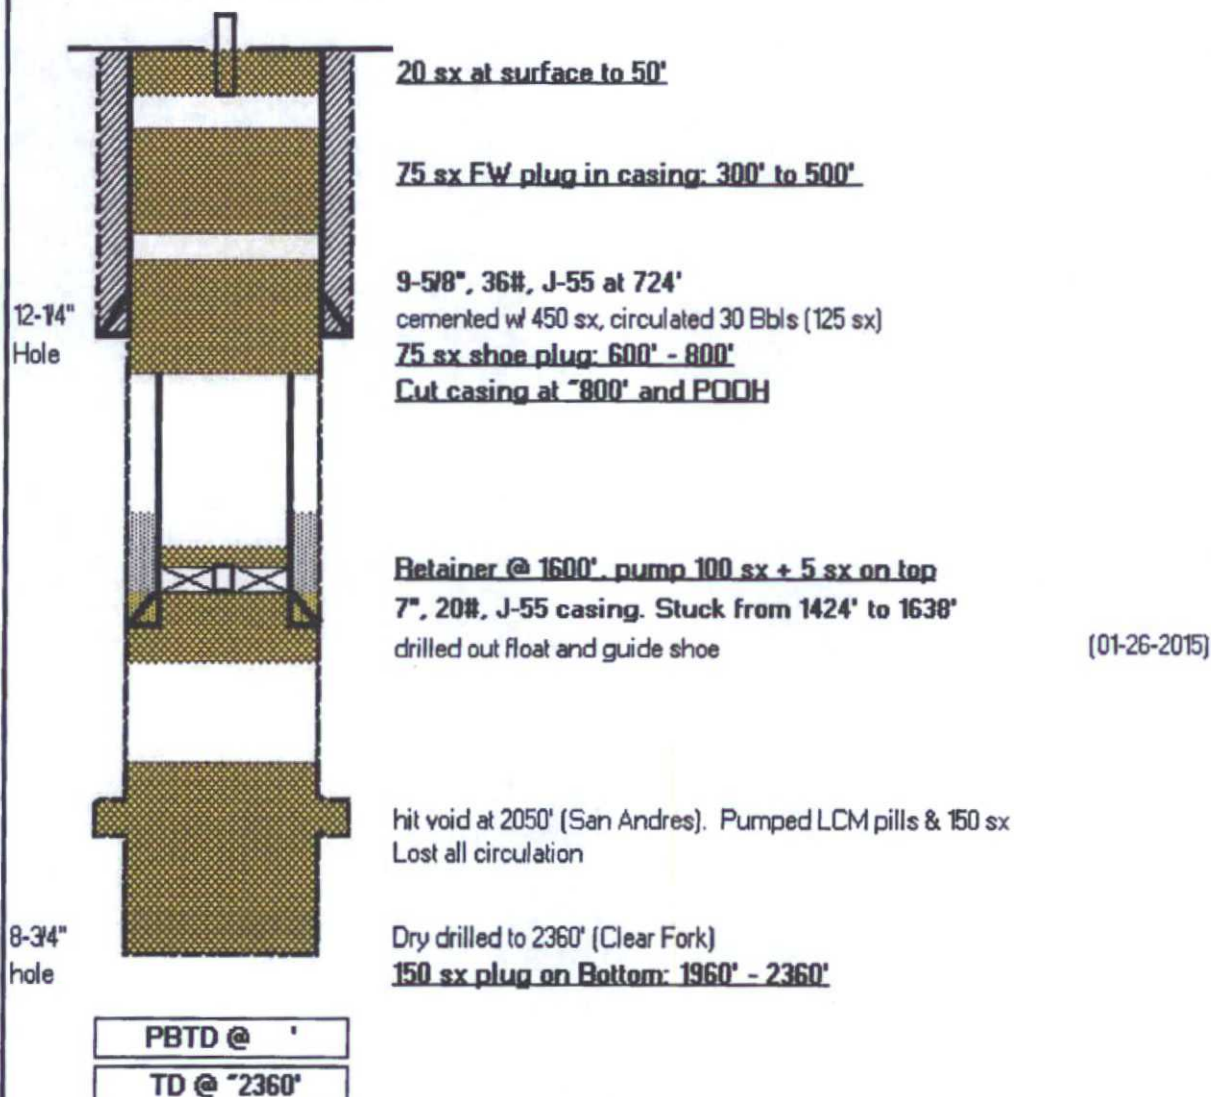 20 sx at surface to 50'
75 sx FW plug in casing: 300' to 500'
9-5/8", 36#, J-55 at 724'
12-1/4"
Hole
cemented w/ 450 sx, circulated 30 Bbls (125 sx)
75 sx shoe plug: 600' - 800'
Cut casing at ~800' and POOH
Retainer @ 1600', pump 100 sx + 5 sx on top
7", 20#, J-55 casing. Stuck from 1424' to 1638'
drilled out float and guide shoe (01-26-2015)
hit void at 2050' (San Andres). Pumped LCM pills & 150 sx
Lost all circulation
8-3/4"
hole
Dry drilled to 2360' (Clear Fork)
150 sx plug on Bottom: 1960' - 2360'
PBTD @ '
TD @ ~2360'